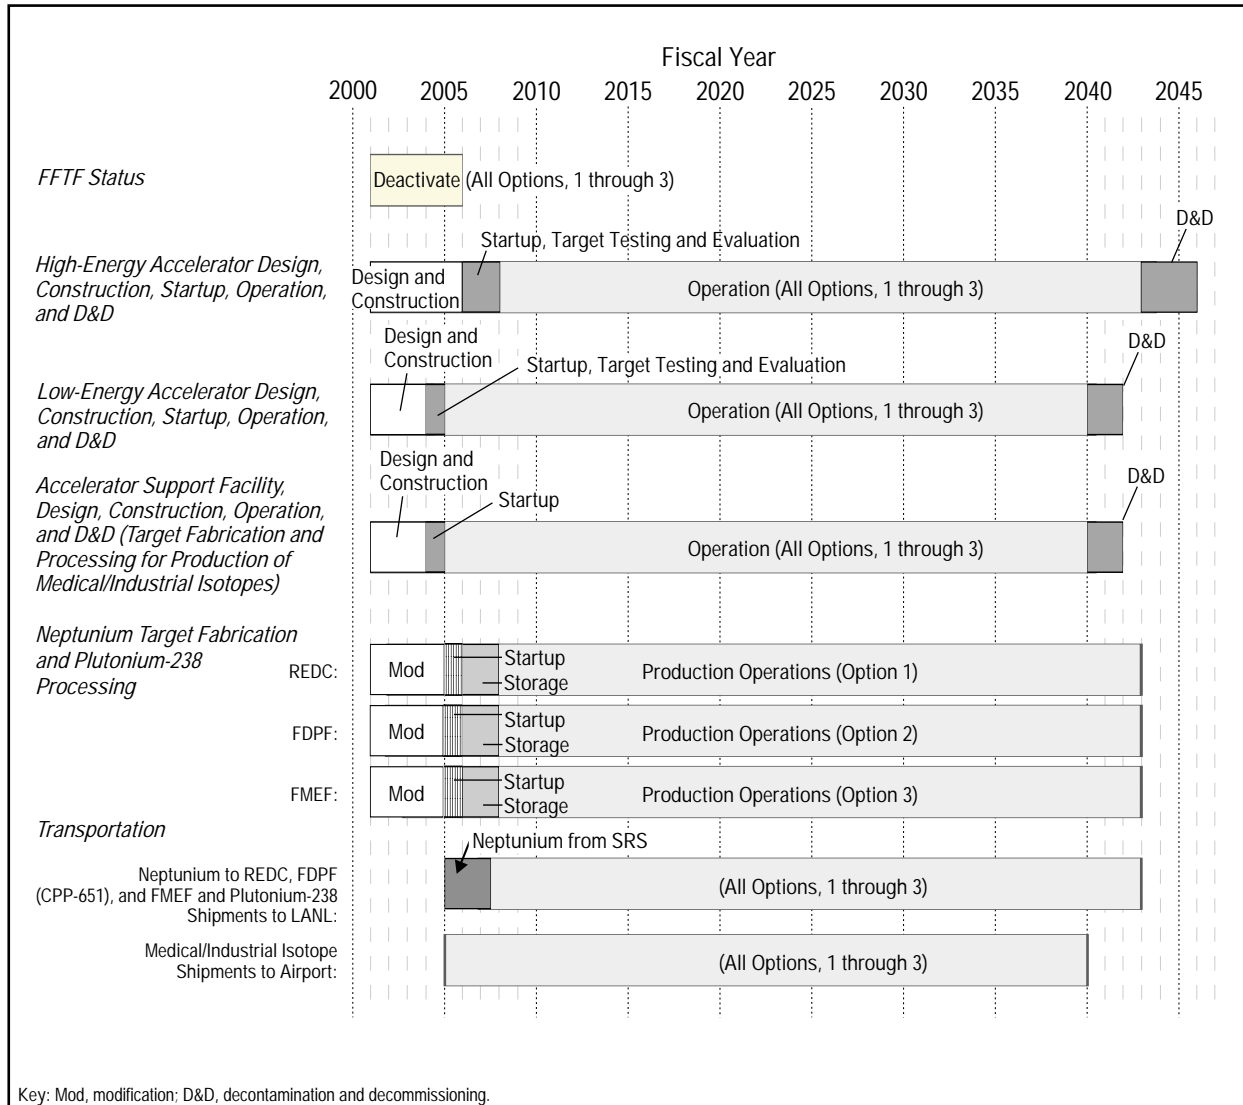 Fiscal Year
2000 2005 2010 2015 2020 2025 2030 2035 2040 2045
FFTF Status
Deactivate (All Options, 1 through 3)
High-Energy Accelerator Design,
Construction, Startup, Operation,
and D&D
Design and
Construction
Startup, Target Testing and Evaluation
Operation (All Options, 1 through 3)
D&D
Low-Energy Accelerator Design,
Construction, Startup, Operation,
and D&D
Design and
Construction
Startup, Target Testing and Evaluation
Operation (All Options, 1 through 3)
D&D
Accelerator Support Facility,
Design, Construction, Operation,
and D&D (Target Fabrication and
Processing for Production of
Medical/Industrial Isotopes)
Design and
Construction
Startup
Operation (All Options, 1 through 3)
D&D
Neptunium Target Fabrication
and Plutonium-238
Processing
REDC:
Mod
Startup
Storage
Production Operations (Option 1)
FDPF:
Mod
Startup
Storage
Production Operations (Option 2)
FMEF:
Mod
Startup
Storage
Production Operations (Option 3)
Transportation
Neptunium to REDC, FDPF
(CPP-651), and FMEF and Plutonium-238
Shipments to LANL:
Neptunium from SRS
(All Options, 1 through 3)
Medical/Industrial Isotope
Shipments to Airport:
(All Options, 1 through 3)
Key: Mod, modification; D&D, decontamination and decommissioning.